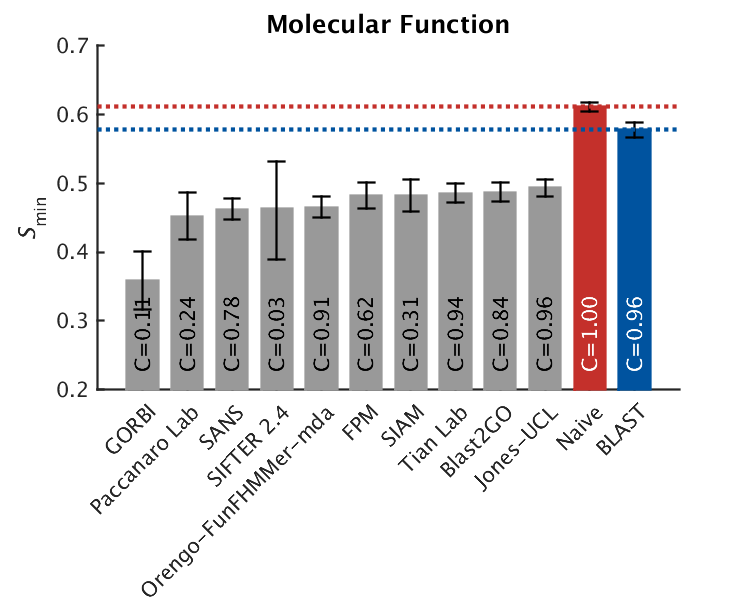 Molecular Function
Smin
0.7
0.6
0.5
0.4
0.3
0.2
C=0.11
C=0.24
C=0.78
C=0.03
C=0.91
C=0.62
C=0.31
C=0.94
C=0.84
C=0.96
C=1.00
C=0.96
GORBI
Paccanaro Lab
SANS
SIFTER 2.4
Orengo-FunFHMMer-mda
FPM
SIAM
Tian Lab
Blast2GO
Jones-UCL
Naive
BLAST